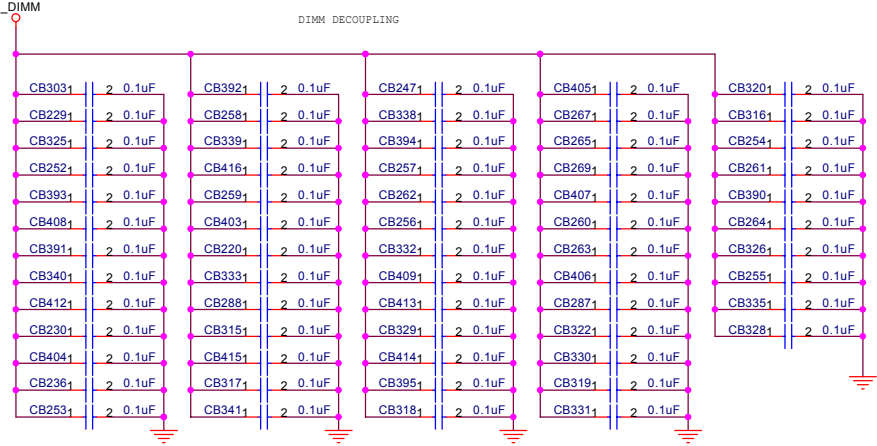 _DIMM
DIMM DECOUPLING
CB303 1 2 0.1uF CB392 1 2 0.1uF CB247 1 2 0.1uF CB405 1 2 0.1uF CB320 1 2 0.1uF
CB229 1 2 0.1uF CB258 1 2 0.1uF CB338 1 2 0.1uF CB267 1 2 0.1uF CB316 1 2 0.1uF
CB325 1 2 0.1uF CB339 1 2 0.1uF CB394 1 2 0.1uF CB265 1 2 0.1uF CB254 1 2 0.1uF
CB252 1 2 0.1uF CB416 1 2 0.1uF CB257 1 2 0.1uF CB269 1 2 0.1uF CB261 1 2 0.1uF
CB393 1 2 0.1uF CB259 1 2 0.1uF CB262 1 2 0.1uF CB407 1 2 0.1uF CB390 1 2 0.1uF
CB408 1 2 0.1uF CB403 1 2 0.1uF CB256 1 2 0.1uF CB260 1 2 0.1uF CB264 1 2 0.1uF
CB391 1 2 0.1uF CB220 1 2 0.1uF CB332 1 2 0.1uF CB263 1 2 0.1uF CB326 1 2 0.1uF
CB340 1 2 0.1uF CB333 1 2 0.1uF CB409 1 2 0.1uF CB406 1 2 0.1uF CB255 1 2 0.1uF
CB412 1 2 0.1uF CB288 1 2 0.1uF CB413 1 2 0.1uF CB287 1 2 0.1uF CB335 1 2 0.1uF
CB230 1 2 0.1uF CB315 1 2 0.1uF CB329 1 2 0.1uF CB322 1 2 0.1uF CB328 1 2 0.1uF
CB404 1 2 0.1uF CB415 1 2 0.1uF CB414 1 2 0.1uF CB330 1 2 0.1uF
CB236 1 2 0.1uF CB317 1 2 0.1uF CB395 1 2 0.1uF CB319 1 2 0.1uF
CB253 1 2 0.1uF CB341 1 2 0.1uF CB318 1 2 0.1uF CB331 1 2 0.1uF